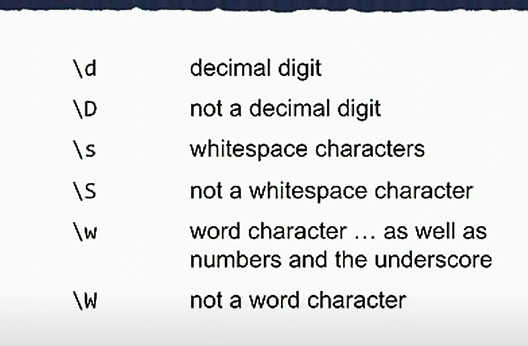 \d decimal digit
\D not a decimal digit
\s whitespace characters
\S not a whitespace character
\w word character … as well as
numbers and the underscore
\W not a word character